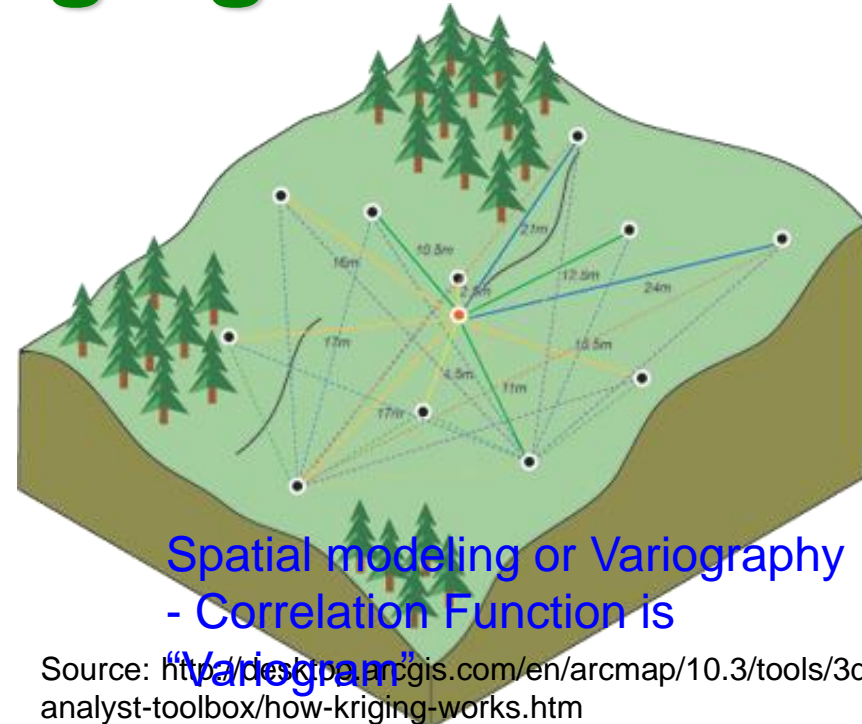 21m
10.5m
16m
12.5m
2.5m
24m
17m
15.5m
4.5m
11m
17m
Spatial modeling or Variography
- Correlation Function is
“Variogram”
Source: http://desktop.arcgis.com/en/arcmap/10.3/tools/3d
analyst-toolbox/how-kriging-works.htm